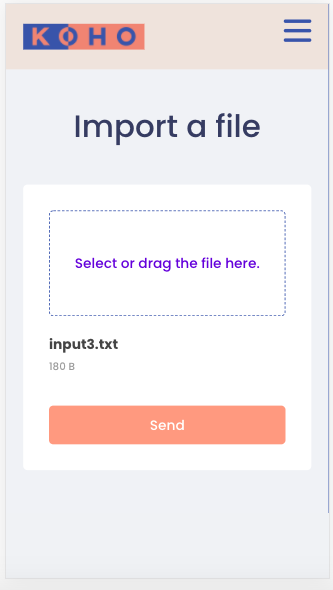 KOHO
Import a file
Select or drag the file here.
input3.txt
180 B
Send